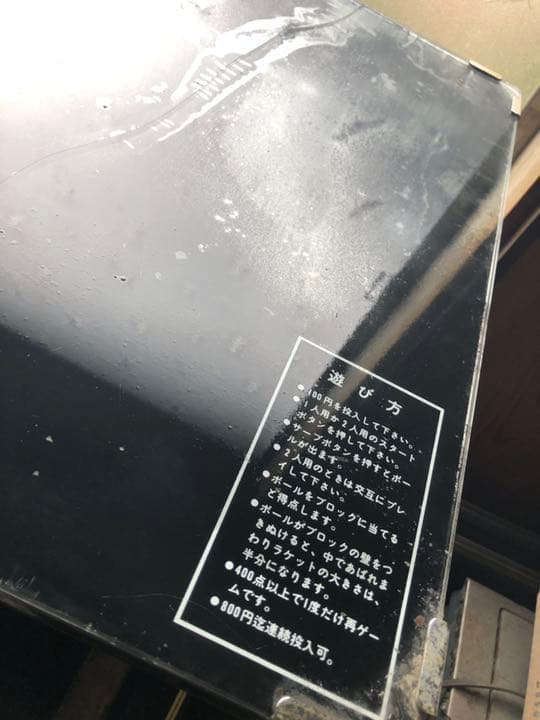 遊び方
●100円を投入して下さい。
●1人用か2人用のスタート
ボタンを押して下さい。
●サーブボタンを押すとボー
ルが出ます。
●2人用のときは交互にプレ
イして下さい。
●ボールをブロックに当てる
と得点します。
●ボールがブロックの壁をつ
きぬけると、中であばれま
わりラケットの大きさは、
半分になります。
●400点以上で1度だけ再ゲー
ムです。
●800円迄連続投入可。